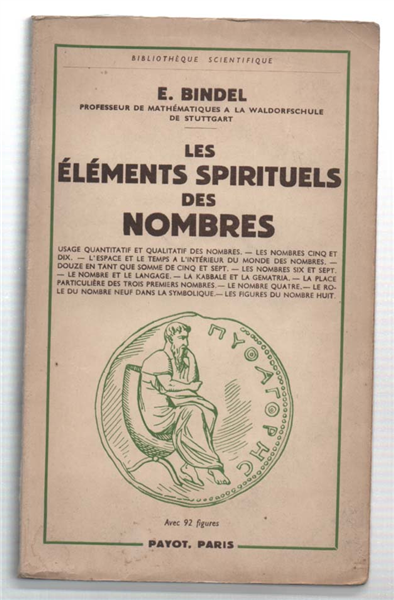 BIBLIOTHÈQUE SCIENTIFIQUE
E. BINDEL
PROFESSEUR DE MATHÉMATIQUES A LA WALDORFSCHULE
DE STUTTGART
LES
ÉLÉMENTS SPIRITUELS
DES
NOMBRES
USAGE QUANTITATIF ET QUALITATIF DES NOMBRES. — LES NOMBRES CINQ ET
DIX. — L'ESPACE ET LE TEMPS A L'INTÉRIEUR DU MONDE DES NOMBRES. —
DOUZE EN TANT QUE SOMME DE CINQ ET SEPT. — LES NOMBRES SIX ET SEPT.
— LE NOMBRE ET LE LANGAGE. — LA KABBALE ET LA GEMATRIA. — LA PLACE
PARTICULIÈRE DES TROIS PREMIERS NOMBRES. — LE NOMBRE QUATRE. — LE RO-
LE DU NOMBRE NEUF DANS LA SYMBOLIQUE. — LES FIGURES DU NOMBRE HUIT.
ΠΥΘΑΓΟΡΗC
Avec 92 figures
PAYOT, PARIS